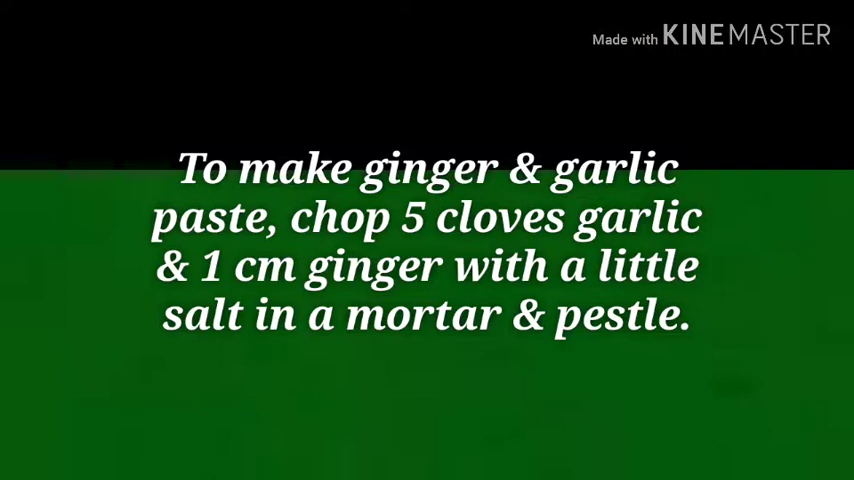 Made with KINEMASTER
To make ginger & garlic
paste, chop 5 cloves garlic
& 1 cm ginger with a little
salt in a mortar & pestle.